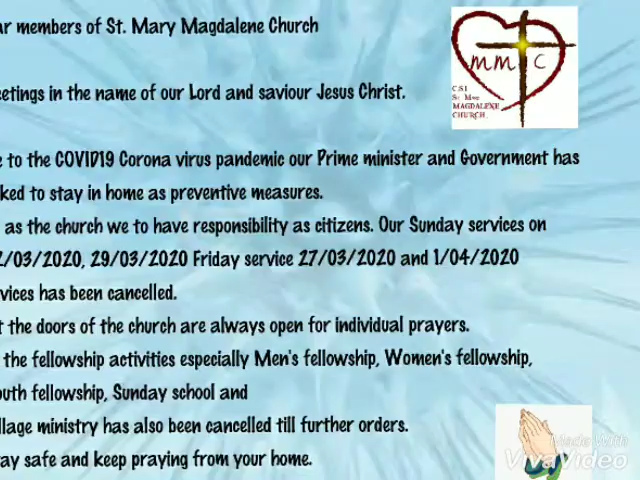 ar members of St. Mary Magdalene Church
eetings in the name of our Lord and saviour Jesus Christ.
e to the COVID19 Corona virus pandemic our Prime minister and Government has
ked to stay in home as preventive measures.
as the church we to have responsibility as citizens. Our Sunday services on
2/03/2020, 29/03/2020 Friday service 27/03/2020 and 1/04/2020
vices has been cancelled.
t the doors of the church are always open for individual prayers.
the fellowship activities especially Men's fellowship, Women's fellowship,
outh fellowship, Sunday school and
llage ministry has also been cancelled till further orders.
ay safe and keep praying from your home.
mm C
C.S.I
MAGDALENE
CHURCH.
Made With
VivaVideo